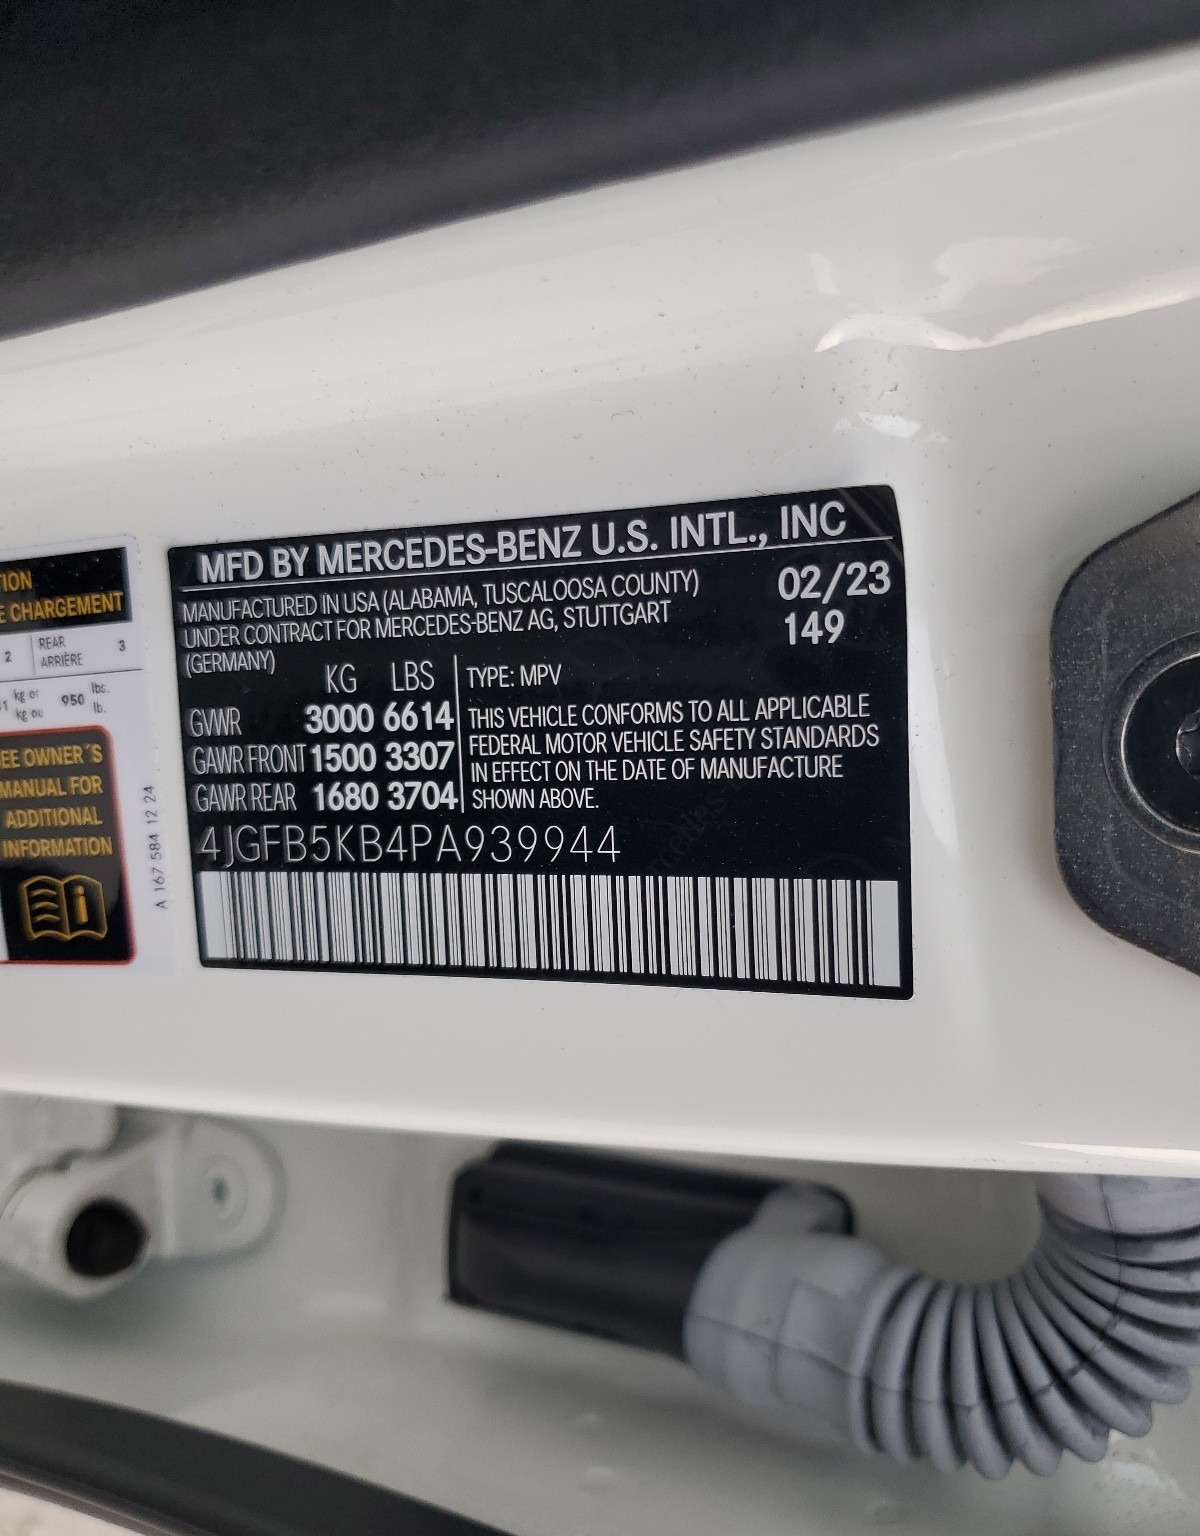 MFD BY MERCEDES-BENZ U.S. INTL., INC
MANUFACTURED IN USA (ALABAMA, TUSCALOOSA COUNTY)
UNDER CONTRACT FOR MERCEDES-BENZ AG, STUTTGART
(GERMANY)
02/23
149
KG LBS
GVWR 3000 6614
GAWR FRONT 1500 3307
GAWR REAR 1680 3704
TYPE: MPV
THIS VEHICLE CONFORMS TO ALL APPLICABLE
FEDERAL MOTOR VEHICLE SAFETY STANDARDS
IN EFFECT ON THE DATE OF MANUFACTURE
SHOWN ABOVE.
4JGFB5KB4PA939944
CHARGEMENT
2 REAR 3
ARRIÈRE
kg or 950 lbs.
kg ou lb.
OWNER´S
MANUAL FOR
ADDITIONAL
INFORMATION
A 167 584 12 24